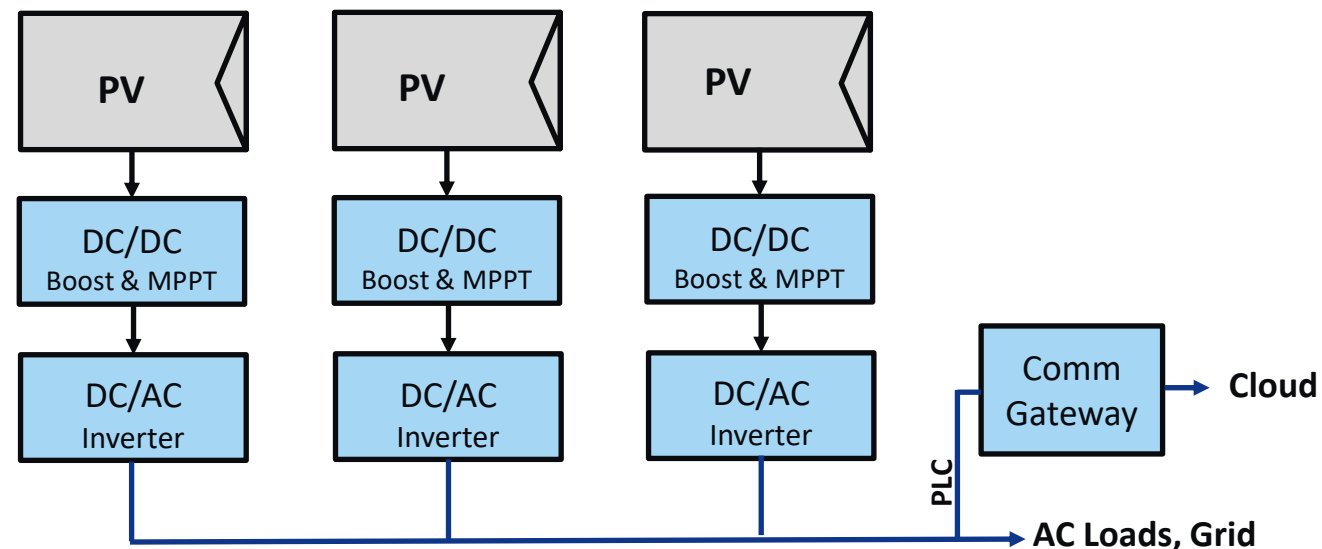 PV
PV
PV
DC/DC
Boost & MPPT
DC/DC
Boost & MPPT
DC/DC
Boost & MPPT
DC/AC
Inverter
DC/AC
Inverter
DC/AC
Inverter
Comm
Gateway
Cloud
PLC
AC Loads, Grid